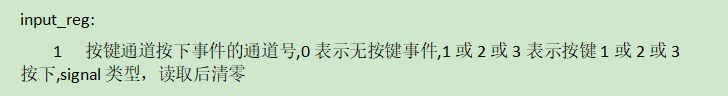 input_reg:
1 按键通道按下事件的通道号,0 表示无按键事件,1 或 2 或 3 表示按键 1 或 2 或 3
按下,signal 类型，读取后清零